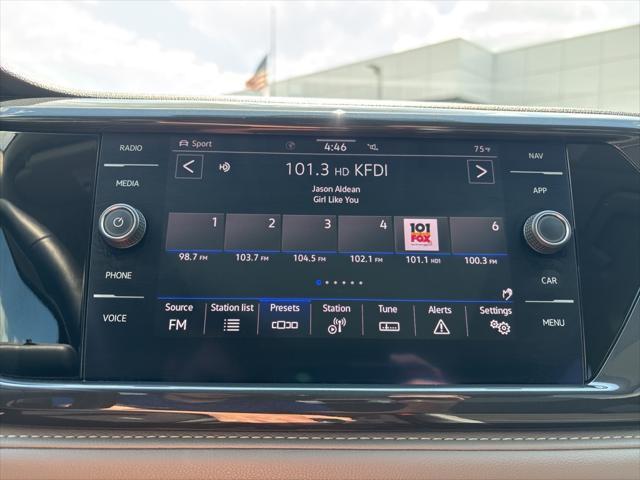 RADIO
MEDIA
PHONE
VOICE
Sport
4:46
75°F
101.3 HD KFDI
Jason Aldean
Girl Like You
1
2
3
4
101
FOX
6
98.7 FM
103.7 FM
104.5 FM
102.1 FM
101.1 HD1
100.3 FM
Source
FM
Station list
Presets
Station
Tune
Alerts
Settings
NAV
APP
CAR
MENU